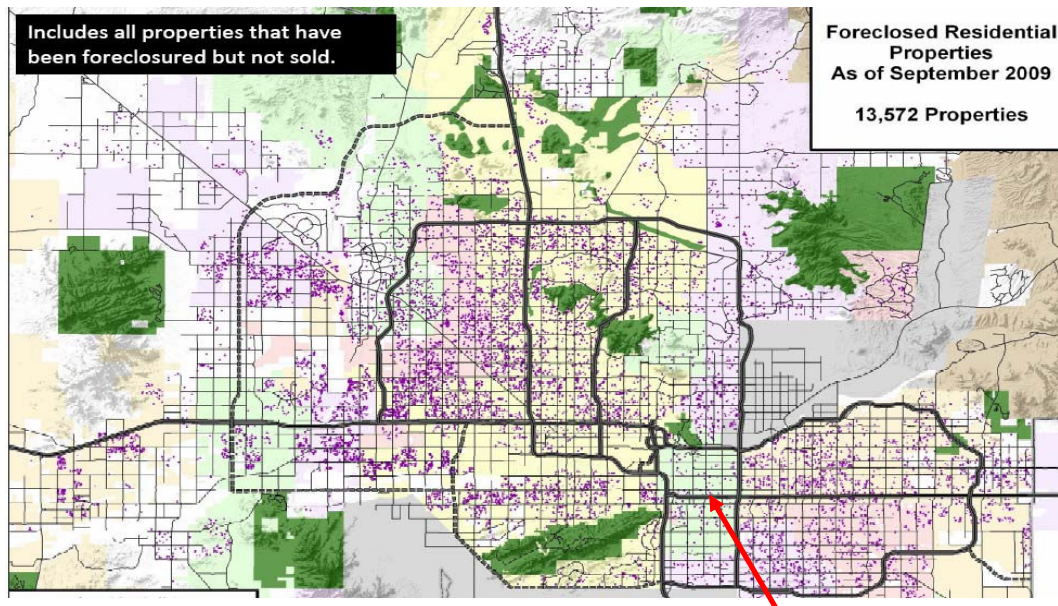 Includes all properties that have
been foreclosured but not sold.
Foreclosed Residential
Properties
As of September 2009
13,572 Properties